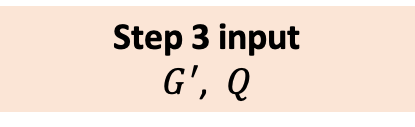 Step 3 input
G′, Q